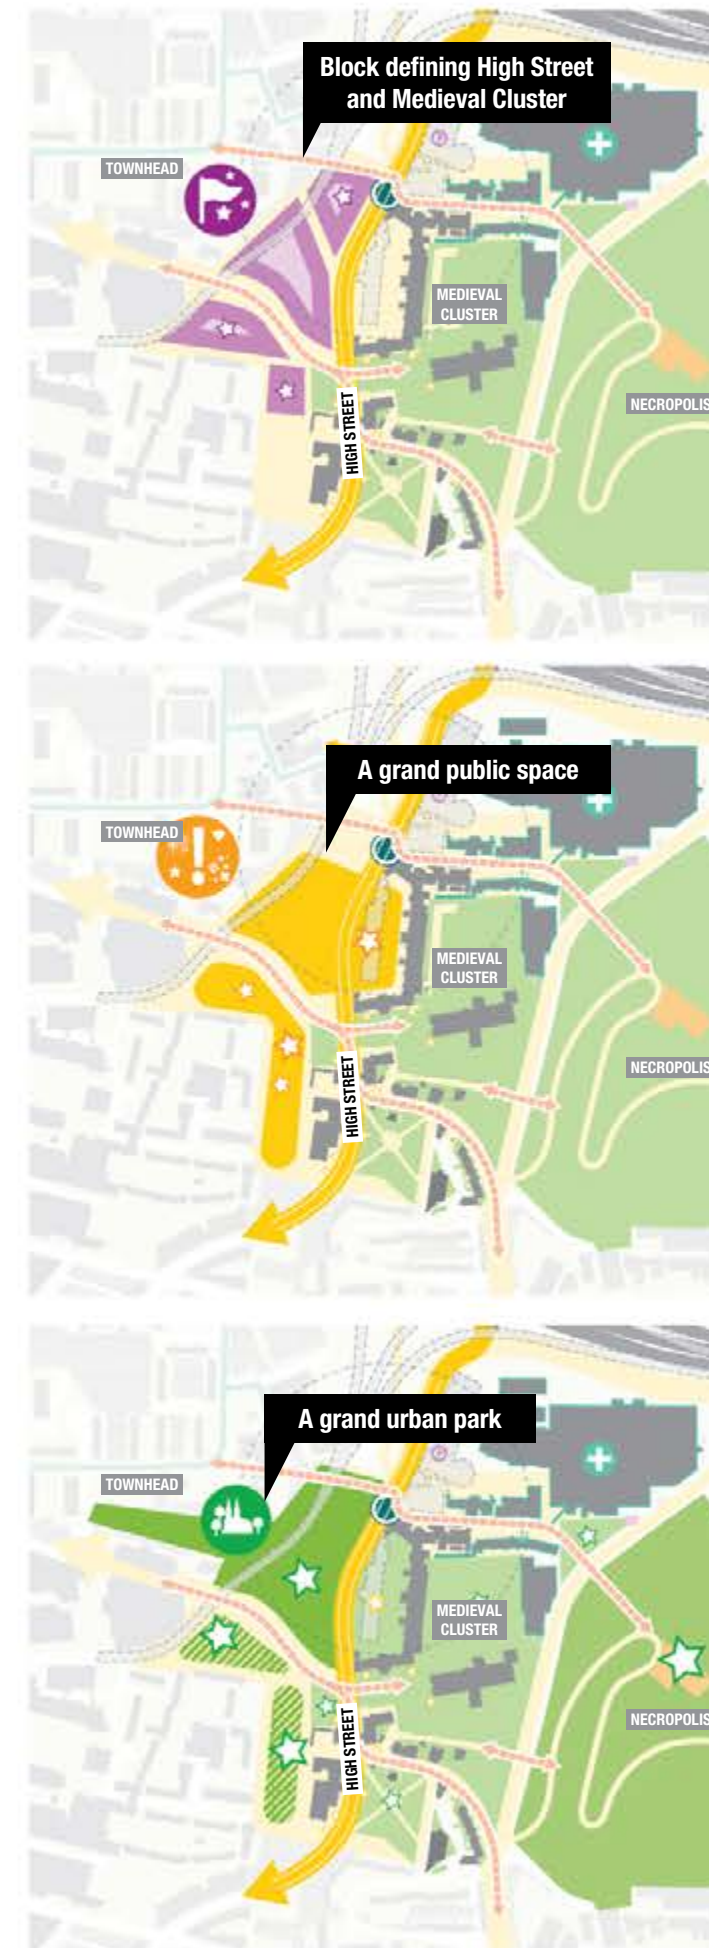 Block defining High Street
and Medieval Cluster
TOWNHEAD
MEDIEVAL
CLUSTER
NECROPOLIS
HIGH STREET
A grand public space
TOWNHEAD
MEDIEVAL
CLUSTER
NECROPOLIS
HIGH STREET
A grand urban park
TOWNHEAD
MEDIEVAL
CLUSTER
NECROPOLIS
HIGH STREET